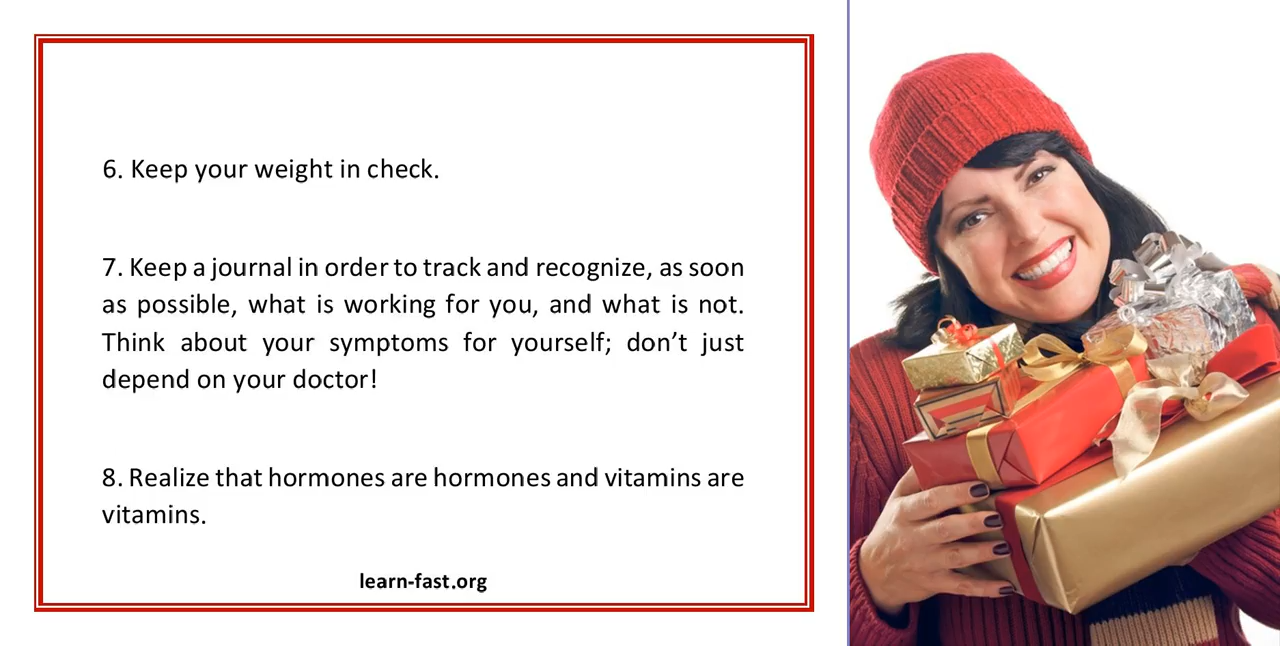 6. Keep your weight in check.
7. Keep a journal in order to track and recognize, as soon
as possible, what is working for you, and what is not.
Think about your symptoms for yourself; don’t just
depend on your doctor!
8. Realize that hormones are hormones and vitamins are
vitamins.
learn-fast.org